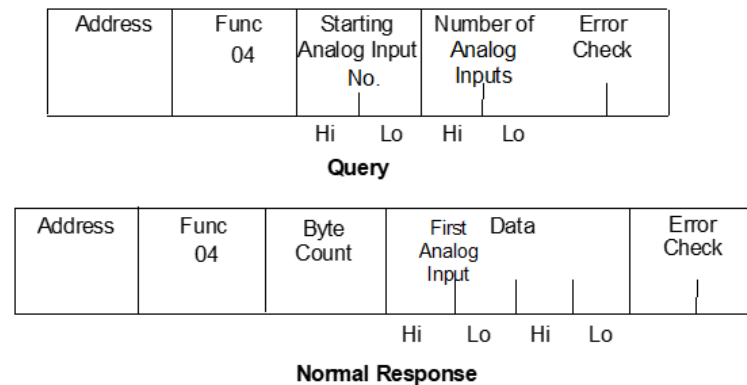 Address Func Starting Number of Error
04 Analog Input Analog Check
No. Inputs
Hi Lo Hi Lo
Query
Address Func Byte First Data Error
04 Count Analog Check
Input
Hi Lo Hi Lo
Normal Response